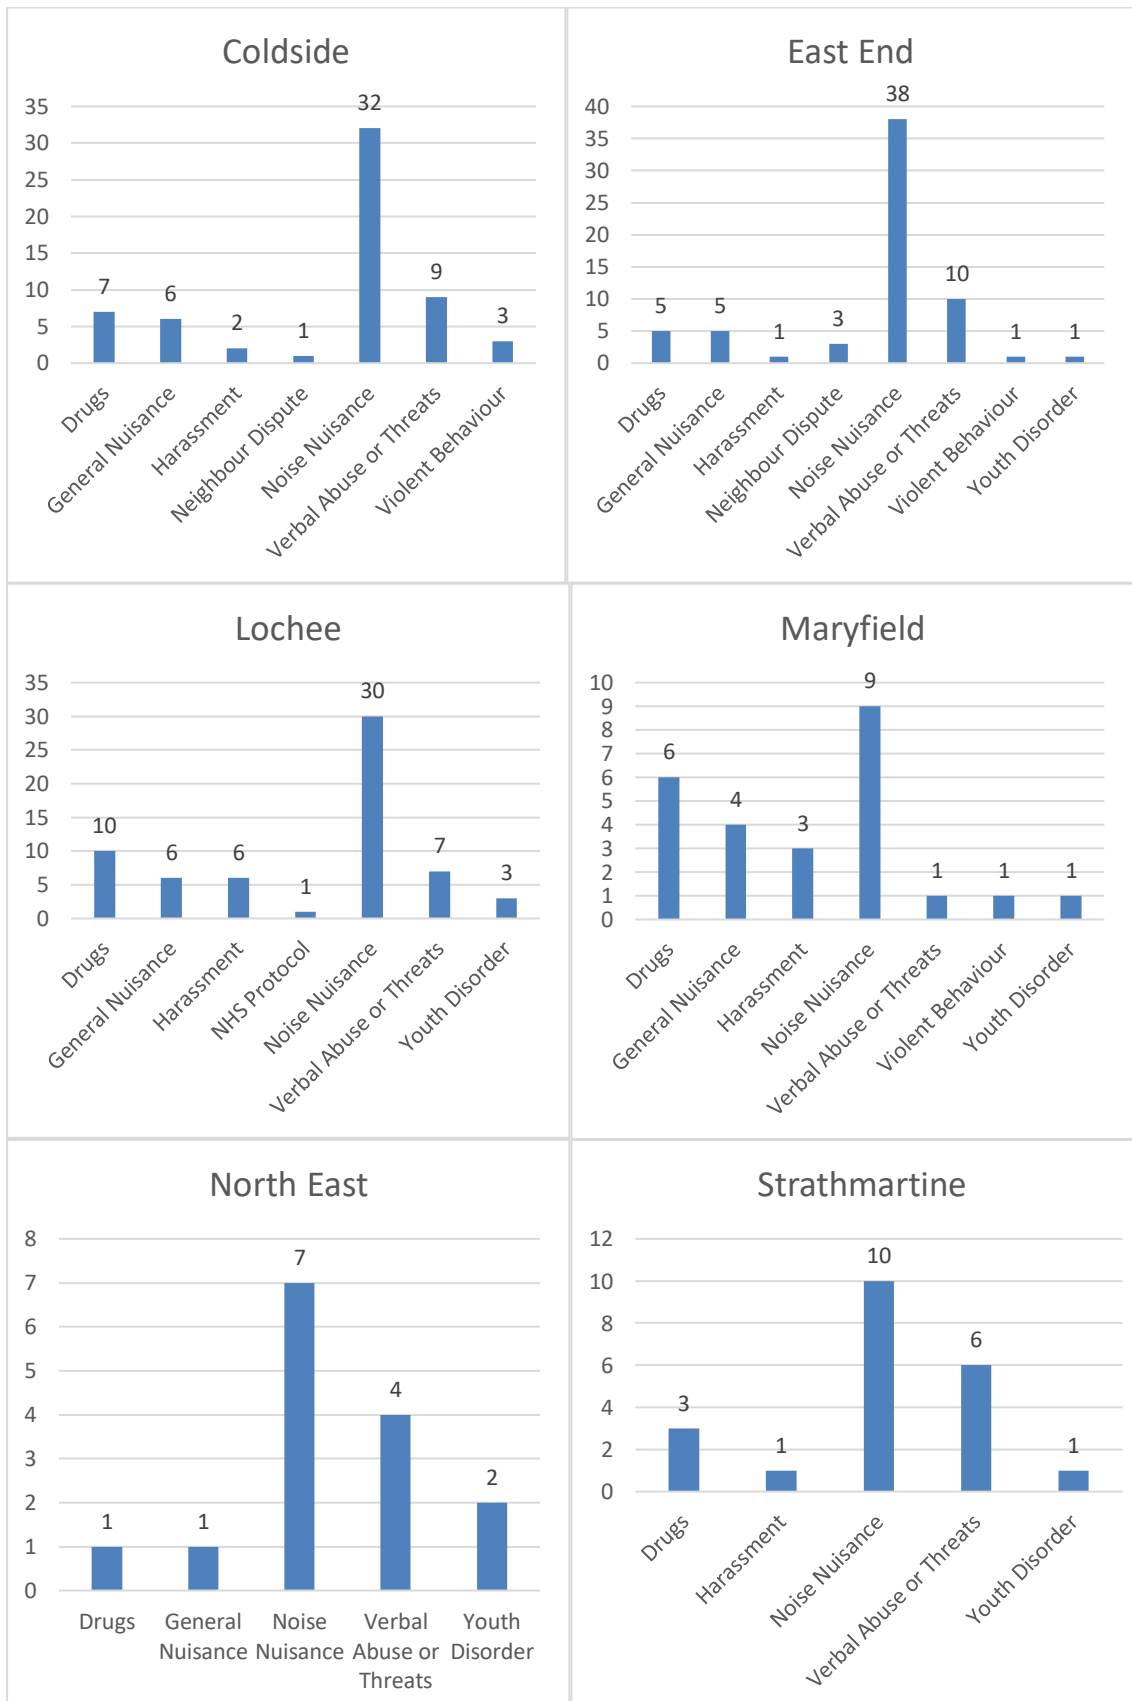 Coldside
35
30
25
20
15
10
5
0
7
6
2
1
32
9
3
Drugs
General Nuisance
Harassment
Neighbour Dispute
Noise Nuisance
Verbal Abuse or Threats
Violent Behaviour
East End
40
35
30
25
20
15
10
5
0
5
5
1
3
38
10
1
1
Drugs
General Nuisance
Harassment
Neighbour Dispute
Noise Nuisance
Verbal Abuse or Threats
Violent Behaviour
Youth Disorder
Lochee
35
30
25
20
15
10
5
0
10
6
6
1
30
7
3
Drugs
General Nuisance
Harassment
NHS Protocol
Noise Nuisance
Verbal Abuse or Threats
Youth Disorder
Maryfield
10
9
8
7
6
5
4
3
2
1
0
6
4
3
9
1
1
1
Drugs
General Nuisance
Harassment
Noise Nuisance
Verbal Abuse or Threats
Violent Behaviour
Youth Disorder
North East
8
7
6
5
4
3
2
1
0
1
1
7
4
2
Drugs
General
Nuisance
Noise
Nuisance
Verbal
Abuse or
Threats
Youth
Disorder
Strathmartine
12
10
8
6
4
2
0
3
1
10
6
1
Drugs
Harassment
Noise Nuisance
Verbal Abuse or Threats
Youth Disorder